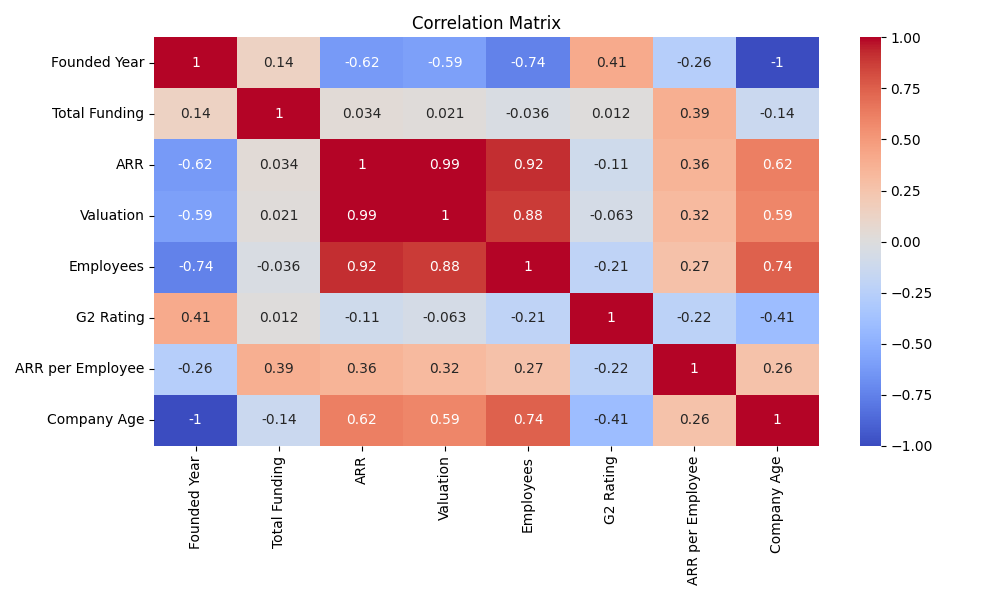 Correlation Matrix
Founded Year 1 0.14 -0.62 -0.59 -0.74 0.41 -0.26 -1
Total Funding 0.14 1 0.034 0.021 -0.036 0.012 0.39 -0.14
ARR -0.62 0.034 1 0.99 0.92 -0.11 0.36 0.62
Valuation -0.59 0.021 0.99 1 0.88 -0.063 0.32 0.59
Employees -0.74 -0.036 0.92 0.88 1 -0.21 0.27 0.74
G2 Rating 0.41 0.012 -0.11 -0.063 -0.21 1 -0.22 -0.41
ARR per Employee -0.26 0.39 0.36 0.32 0.27 -0.22 1 0.26
Company Age -1 -0.14 0.62 0.59 0.74 -0.41 0.26 1
Founded Year
Total Funding
ARR
Valuation
Employees
G2 Rating
ARR per Employee
Company Age
1.00
0.75
0.50
0.25
0.00
−0.25
−0.50
−0.75
−1.00